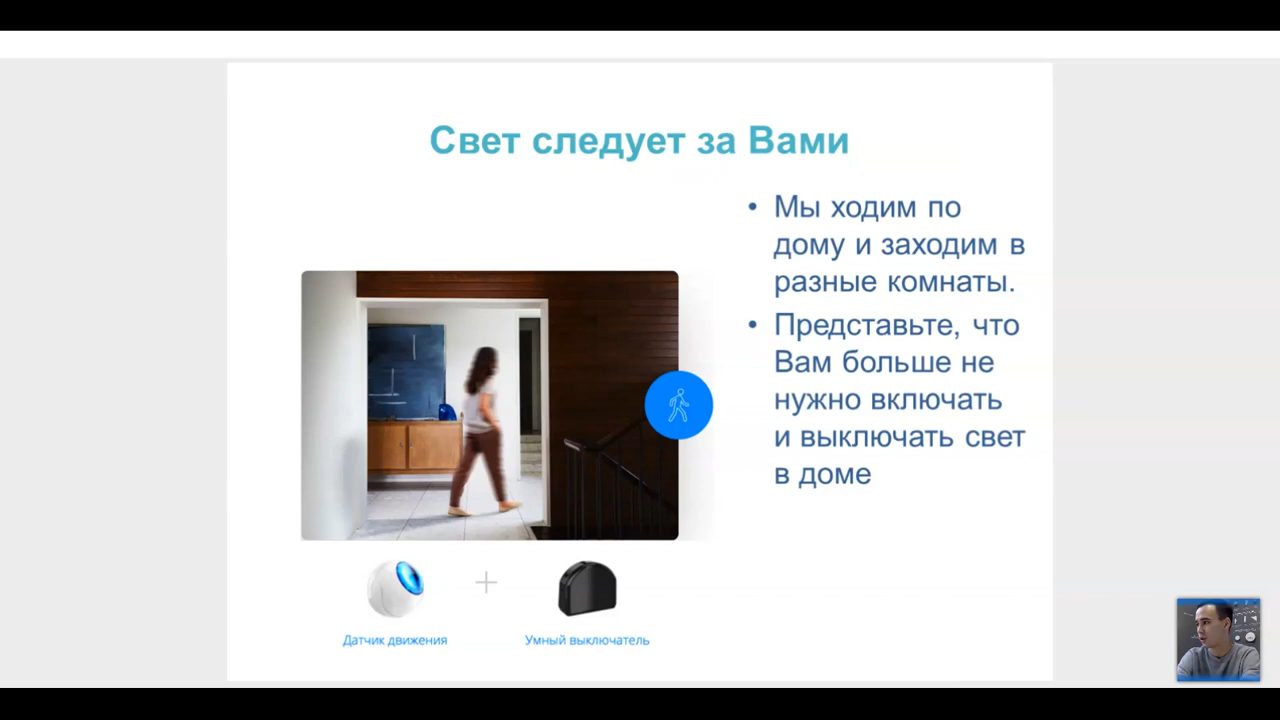 Свет следует за Вами
• Мы ходим по
дому и заходим в
разные комнаты.
• Представьте, что
Вам больше не
нужно включать
и выключать свет
в доме
Датчик движения
Умный выключатель